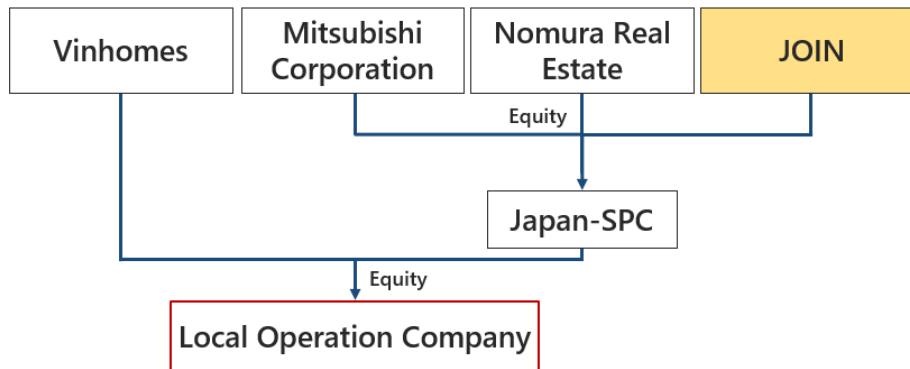 Vinhomes
Mitsubishi
Corporation
Nomura Real
Estate
JOIN
Equity
Japan-SPC
Equity
Local Operation Company